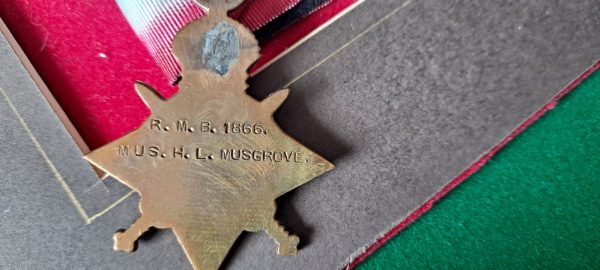 R. M. B. 1866.
MUS. H. L. MUSGROVE.